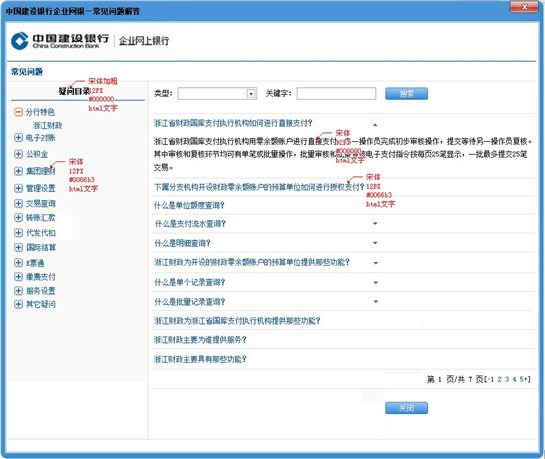 中国建设银行企业网银—常见问题解答
中国建设银行
China Construction Bank
企业网上银行
常见问题
疑问目录
宋体加粗
12PX
#000000
html文字
分行特色
浙江财政
电子对账
公积金
集团理财
宋体
12PX
#0066b3
html文字
管理设置
交易查询
转账汇款
代发代扣
国际结算
E票通
缴费支付
服务设置
其它疑问
类型：
关键字：
搜索
浙江省财政国库支付执行机构如何进行直接支付？
浙江省财政国库支付执行机构用零余额账户进行直接支付
一操作员完成初步审核操作，提交等待另一操作员复核。
宋体
12PX
#000000
html文字
其中审核和复核环节均可有单笔或批量操作，批量审核和
该电子支付指令按每页25笔显示，一批最多提交25笔
交易。
下属分支机构开设财政零余额账户的预算单位如何进行授权支付？
宋体
12PX
#0066b3
html文字
什么是单位额度查询？
什么是支付流水查询？
什么是明细查询？
浙江财政为开设的财政零余额账户的预算单位提供那些功能？
什么是单个记录查询？
什么是批量记录查询？
浙江财政为浙江省国库支付执行机构提供那些功能？
浙江财政主要为谁提供服务？
浙江财政主要具有那些功能？
第 1 页/共 7 页[·1 2 3 4 5·]
关闭